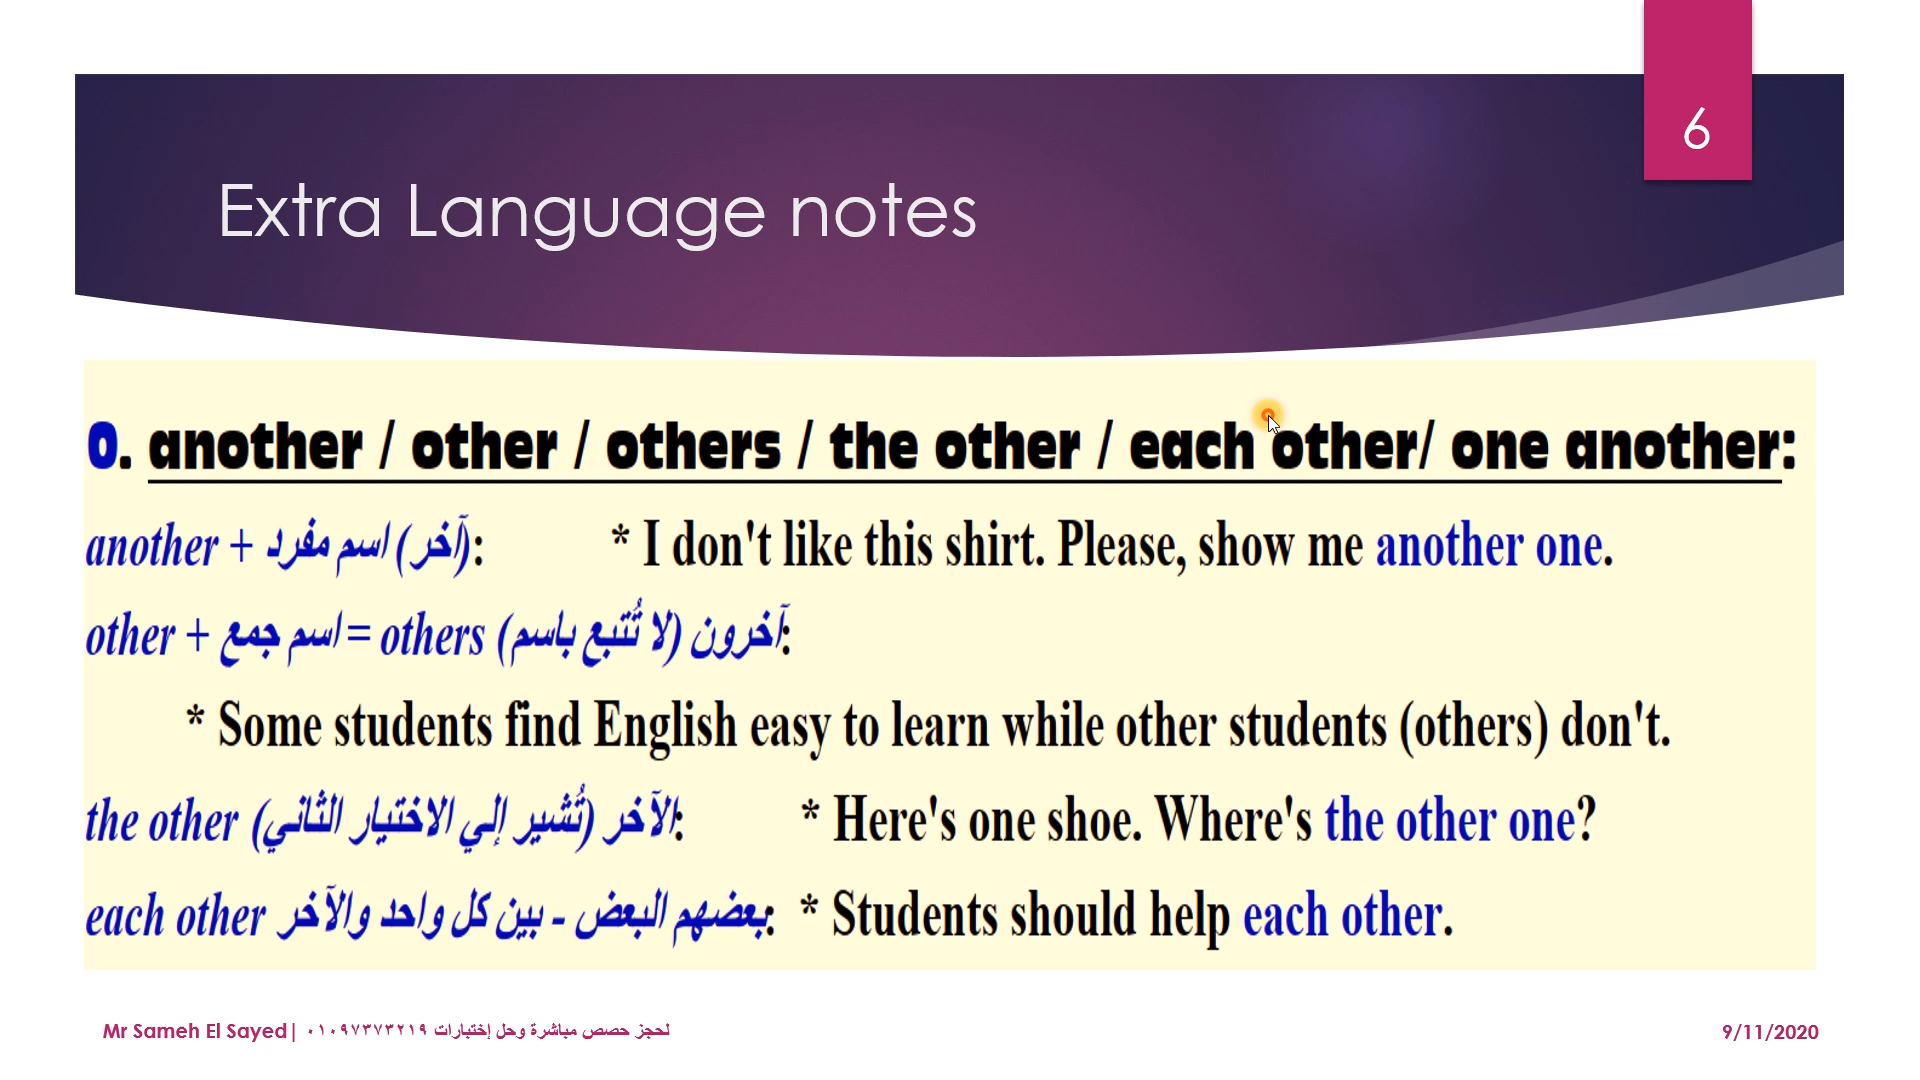 6
Extra Language notes
0. another / other / others / the other / each other/ one another:
another + اسم مفرد (آخر): * I don't like this shirt. Please, show me another one.
other + اسم جمع = others (لا تُتبع باسم) آخرون:
* Some students find English easy to learn while other students (others) don't.
the other الآخر (تُشير إلي الاختيار الثاني): * Here's one shoe. Where's the other one?
each other بعضهم البعض - بين كل واحد والآخر: * Students should help each other.
Mr Sameh El Sayed| لحجز حصص مباشرة وحل إختبارات ٠١٠٩٧٣٧٣٢١٩
9/11/2020